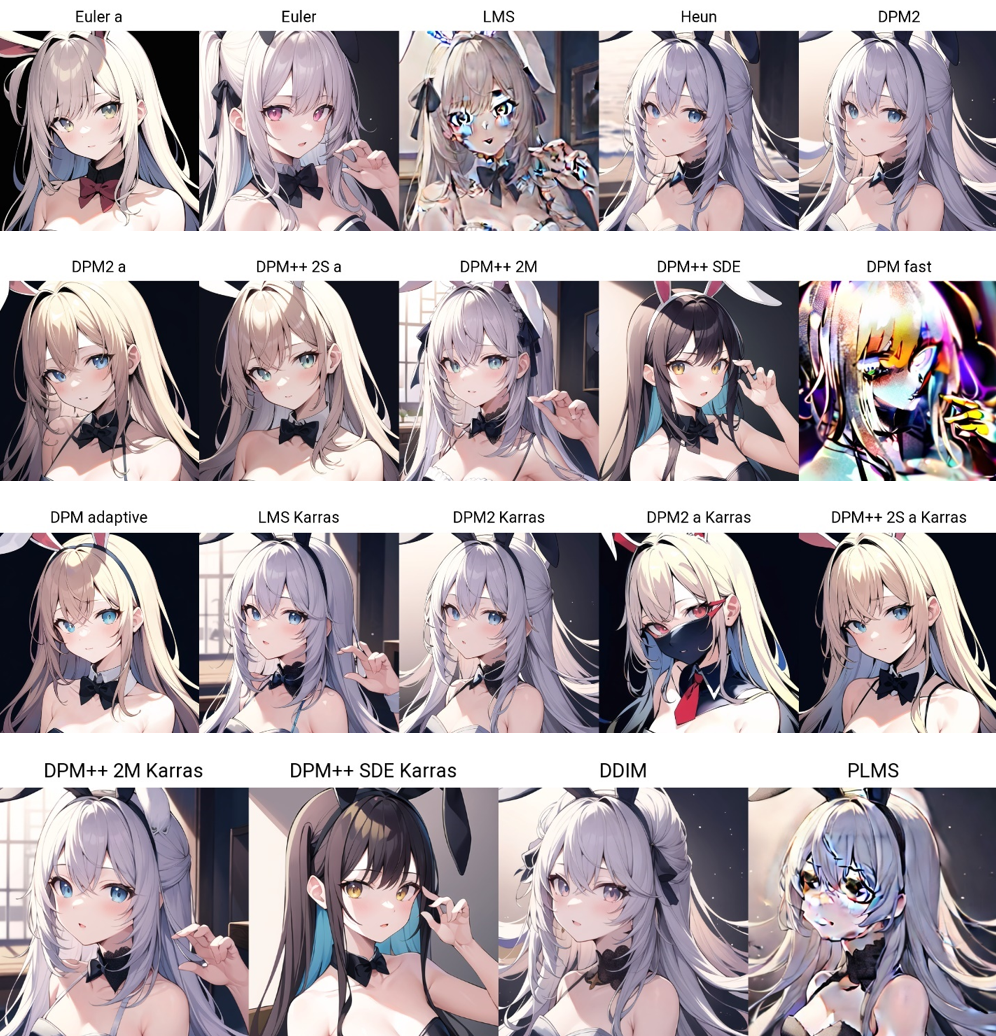 Euler a Euler LMS Heun DPM2
DPM2 a DPM++ 2S a DPM++ 2M DPM++ SDE DPM fast
DPM adaptive LMS Karras DPM2 Karras DPM2 a Karras DPM++ 2S a Karras
DPM++ 2M Karras DPM++ SDE Karras DDIM PLMS